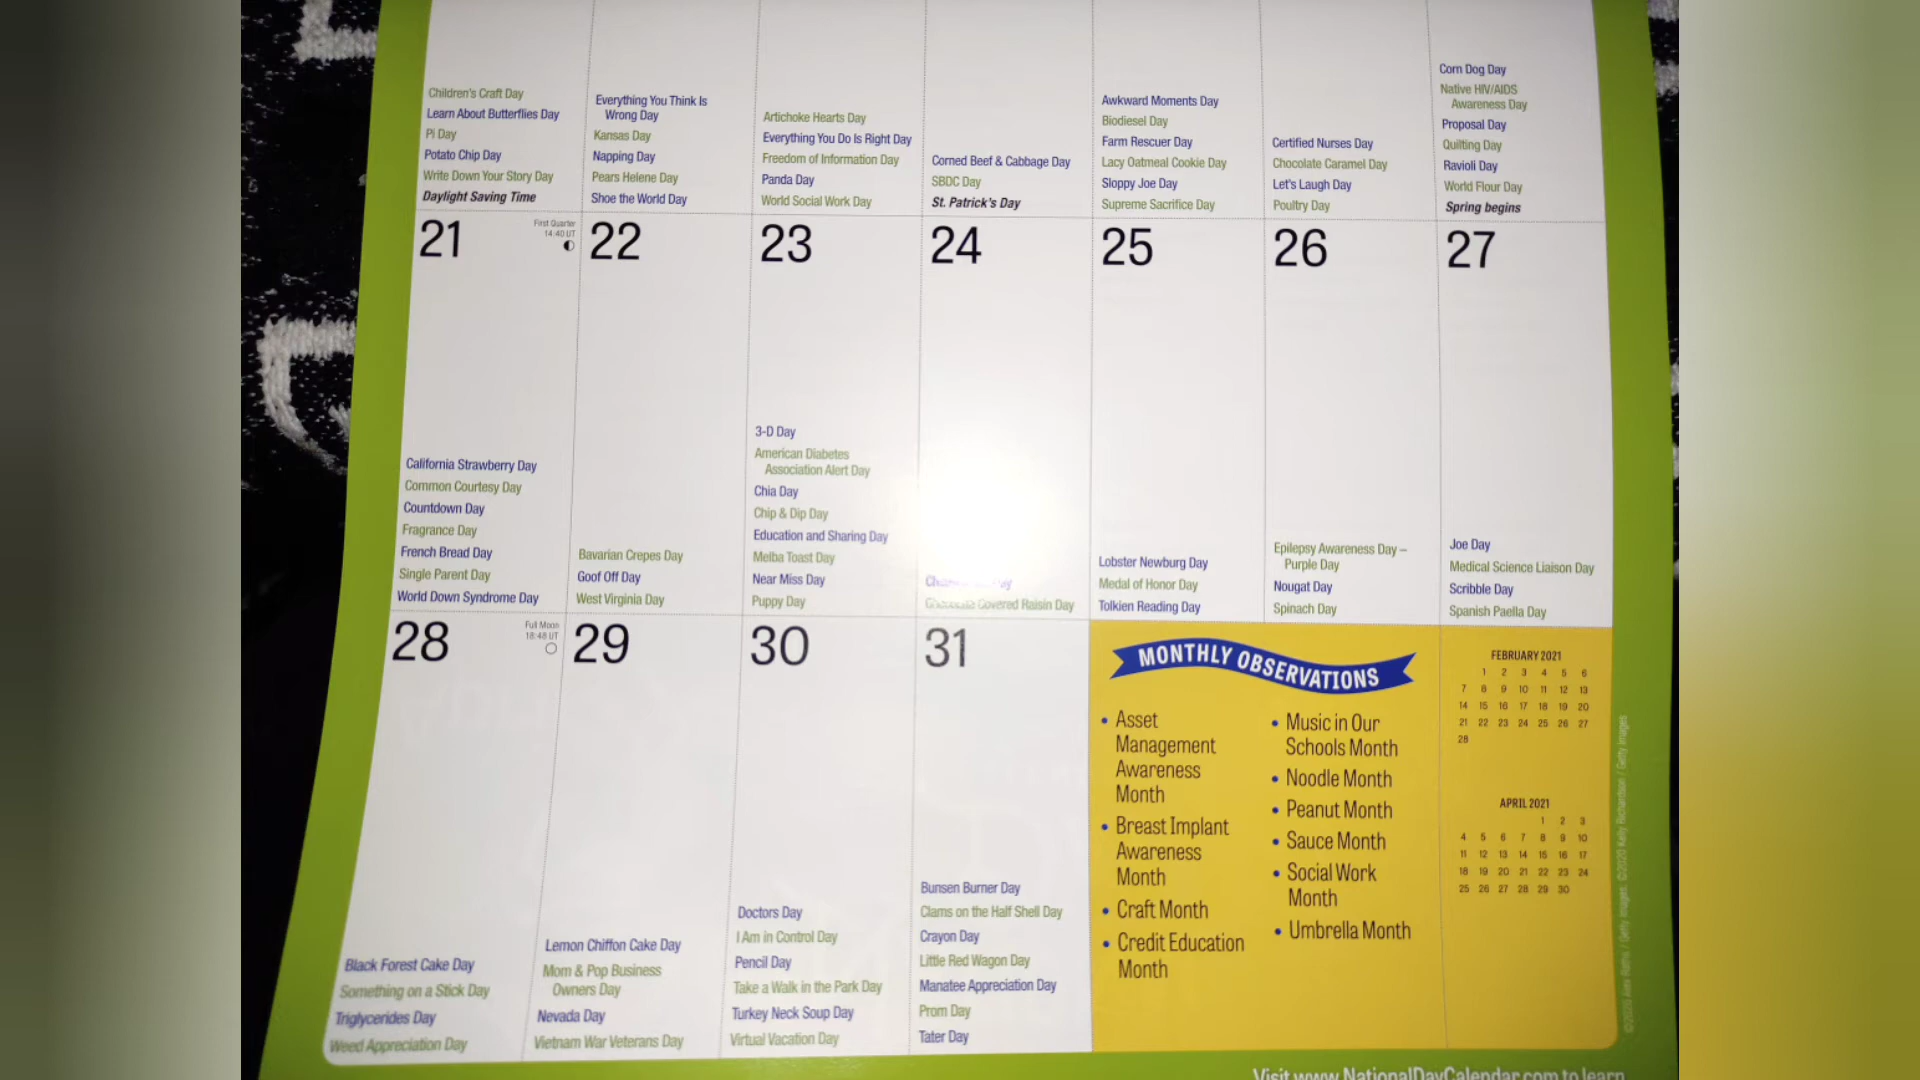 Children's Craft Day
Learn About Butterflies Day
Pi Day
Potato Chip Day
Write Down Your Story Day
Daylight Saving Time
Everything You Think Is
Wrong Day
Kansas Day
Napping Day
Pears Helene Day
Shoe the World Day
Artichoke Hearts Day
Everything You Do Is Right Day
Freedom of Information Day
Panda Day
World Social Work Day
Corned Beef & Cabbage Day
SBDC Day
St. Patrick's Day
Awkward Moments Day
Biodiesel Day
Farm Rescuer Day
Lacy Oatmeal Cookie Day
Sloppy Joe Day
Supreme Sacrifice Day
Certified Nurses Day
Chocolate Caramel Day
Let's Laugh Day
Poultry Day
Corn Dog Day
Native HIV/AIDS
Awareness Day
Proposal Day
Quilting Day
Ravioli Day
World Flour Day
Spring begins
21
First Quarter
14:40 UT
California Strawberry Day
Common Courtesy Day
Countdown Day
Fragrance Day
French Bread Day
Single Parent Day
World Down Syndrome Day
22
Bavarian Crepes Day
Goof Off Day
West Virginia Day
23
3-D Day
American Diabetes
Association Alert Day
Chia Day
Chip & Dip Day
Education and Sharing Day
Melba Toast Day
Near Miss Day
Puppy Day
24
Covered Raisin Day
25
Lobster Newburg Day
Medal of Honor Day
Tolkien Reading Day
26
Epilepsy Awareness Day –
Purple Day
Nougat Day
Spinach Day
27
Joe Day
Medical Science Liaison Day
Scribble Day
Spanish Paella Day
28
Full Moon
18:48 UT
Black Forest Cake Day
Something on a Stick Day
Triglycerides Day
Weed Appreciation Day
29
Lemon Chiffon Cake Day
Mom & Pop Business
Owners Day
Nevada Day
Vietnam War Veterans Day
30
Doctors Day
I Am in Control Day
Pencil Day
Take a Walk in the Park Day
Turkey Neck Soup Day
Virtual Vacation Day
31
Bunsen Burner Day
Clams on the Half Shell Day
Crayon Day
Little Red Wagon Day
Manatee Appreciation Day
Prom Day
Tater Day
MONTHLY OBSERVATIONS
• Asset
Management
Awareness
Month
• Breast Implant
Awareness
Month
• Craft Month
• Credit Education
Month
• Music in Our
Schools Month
• Noodle Month
• Peanut Month
• Sauce Month
• Social Work
Month
• Umbrella Month
FEBRUARY 2021
1 2 3 4 5 6
7 8 9 10 11 12 13
14 15 16 17 18 19 20
21 22 23 24 25 26 27
28
APRIL 2021
1 2 3
4 5 6 7 8 9 10
11 12 13 14 15 16 17
18 19 20 21 22 23 24
25 26 27 28 29 30
/ Getty Images. ©2020 Kelly Richardson / Getty Images
Visit www.NationalDayCalendar.com to learn